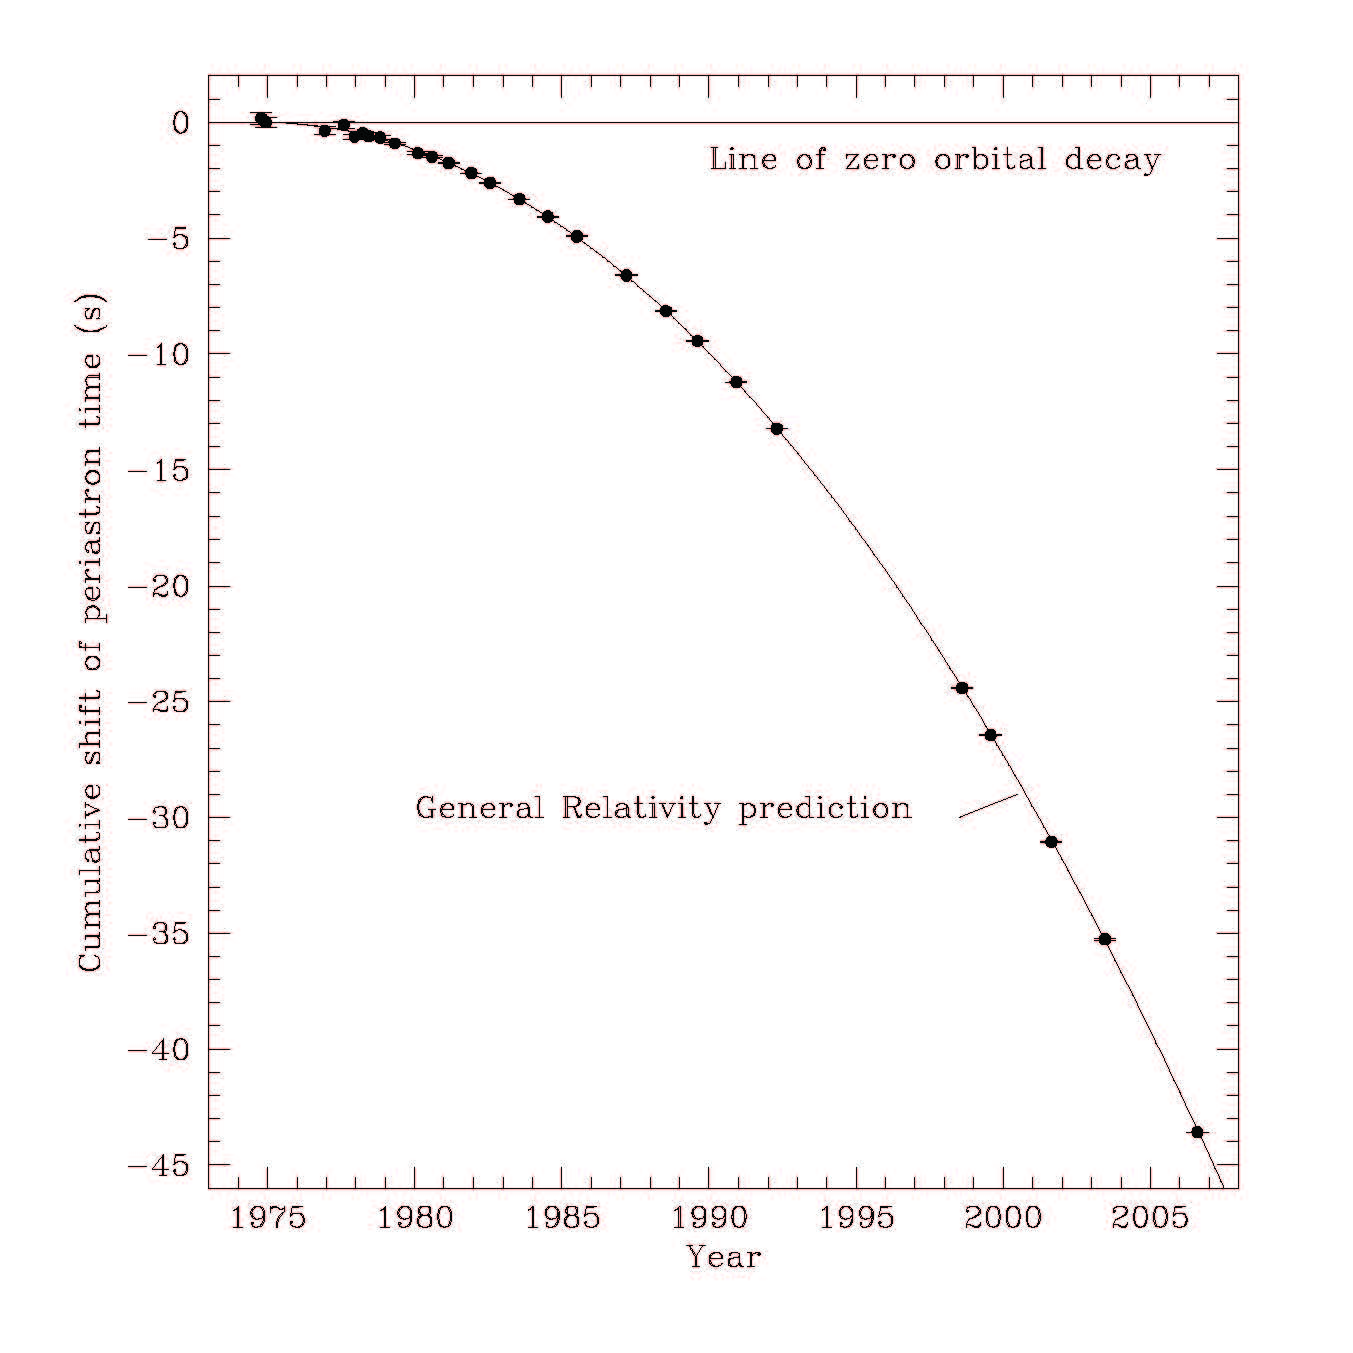 0
Line of zero orbital decay
−5
−10
−15
−20
−25
General Relativity prediction
−30
−35
−40
−45
Cumulative shift of periastron time (s)
1975 1980 1985 1990 1995 2000 2005
Year